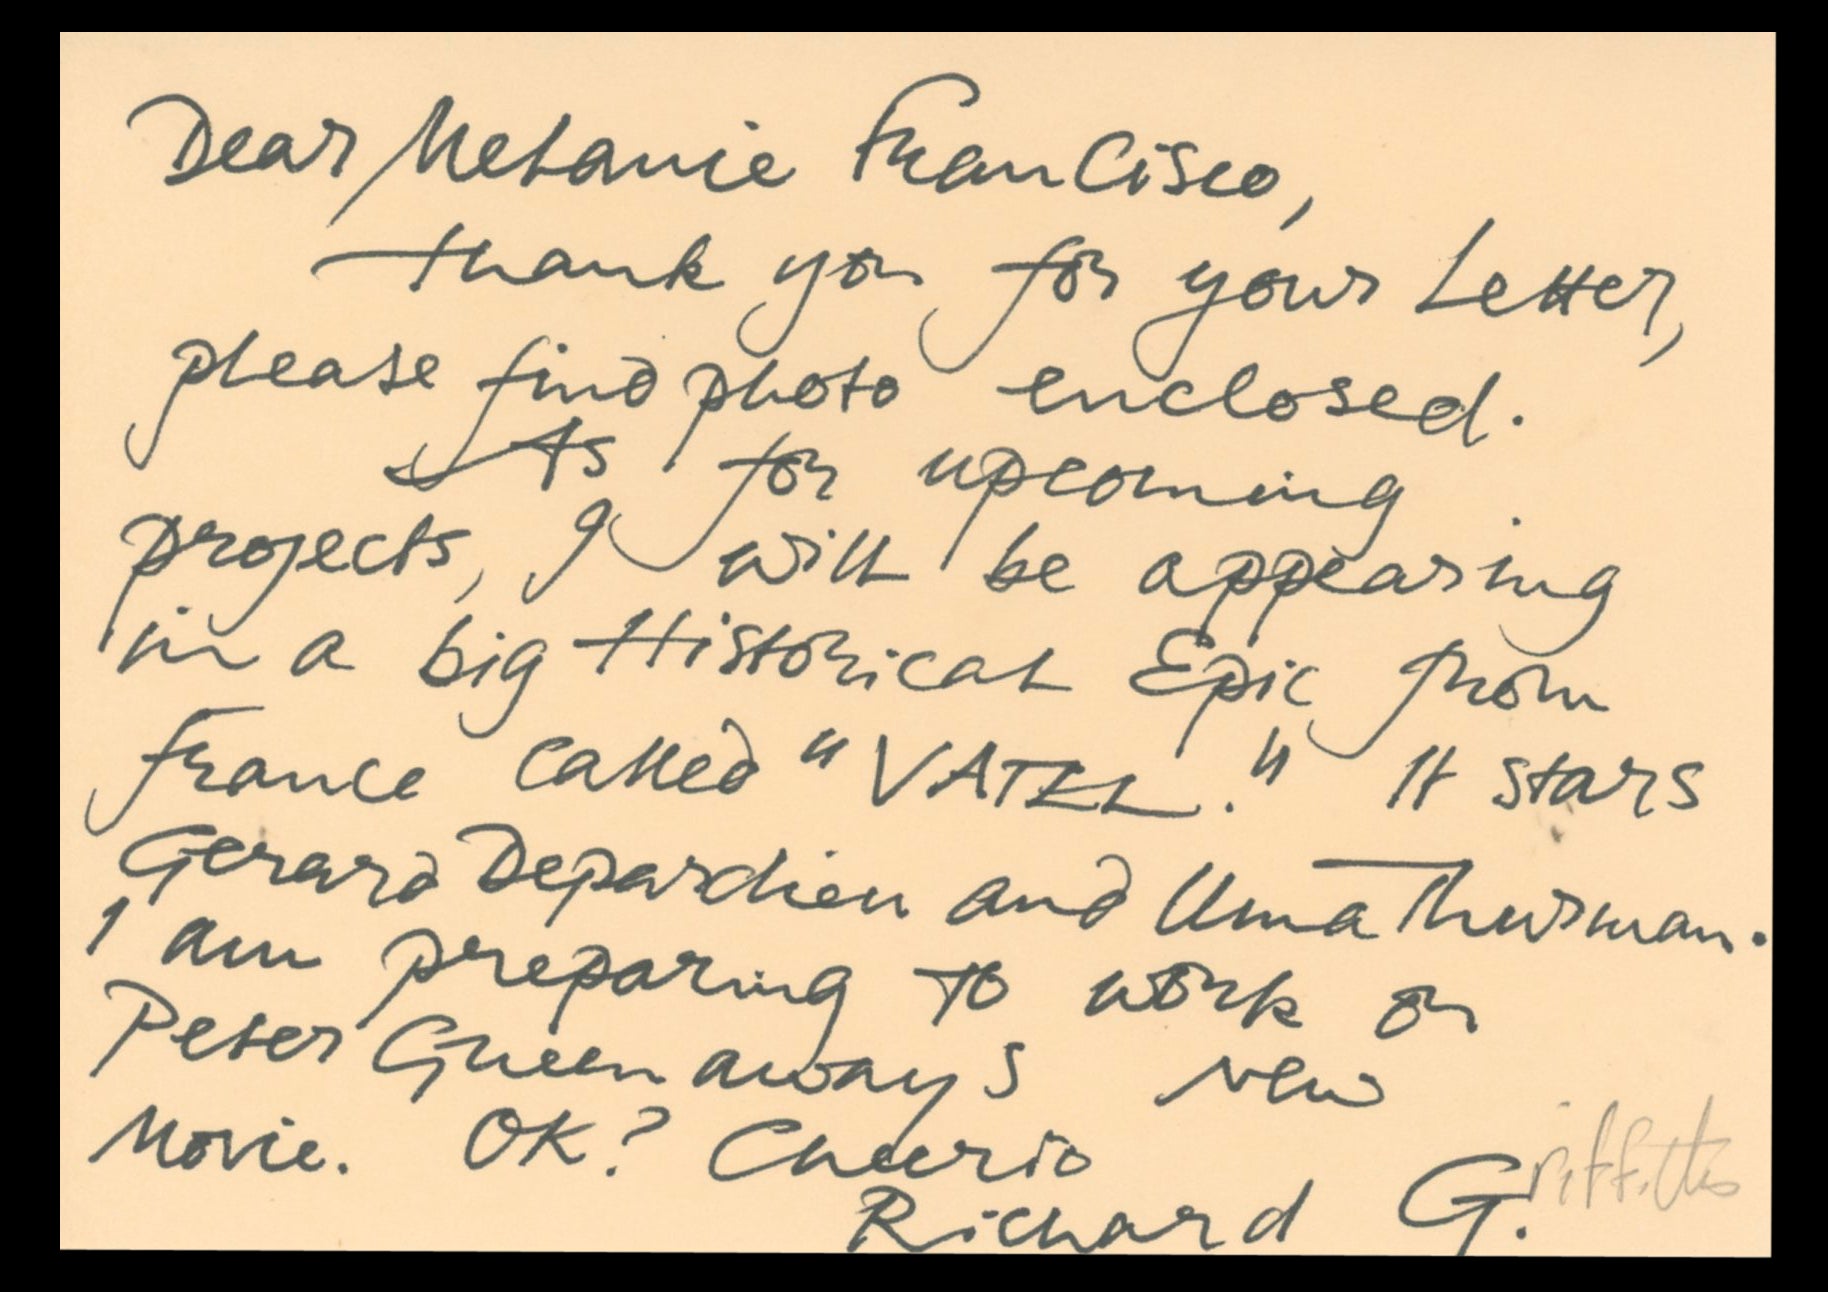 Dear Melanie Francisco,
thank you for your Letter,
please find photo enclosed.
As for upcoming
projects, I will be appearing
in a big Historical Epic from
France called "VATEL." It stars
Gerard Depardieu and Uma Thurman.
I am preparing to work on
Peter Greenaways new
Movie. OK? Cheerio
Richard G.riffiths